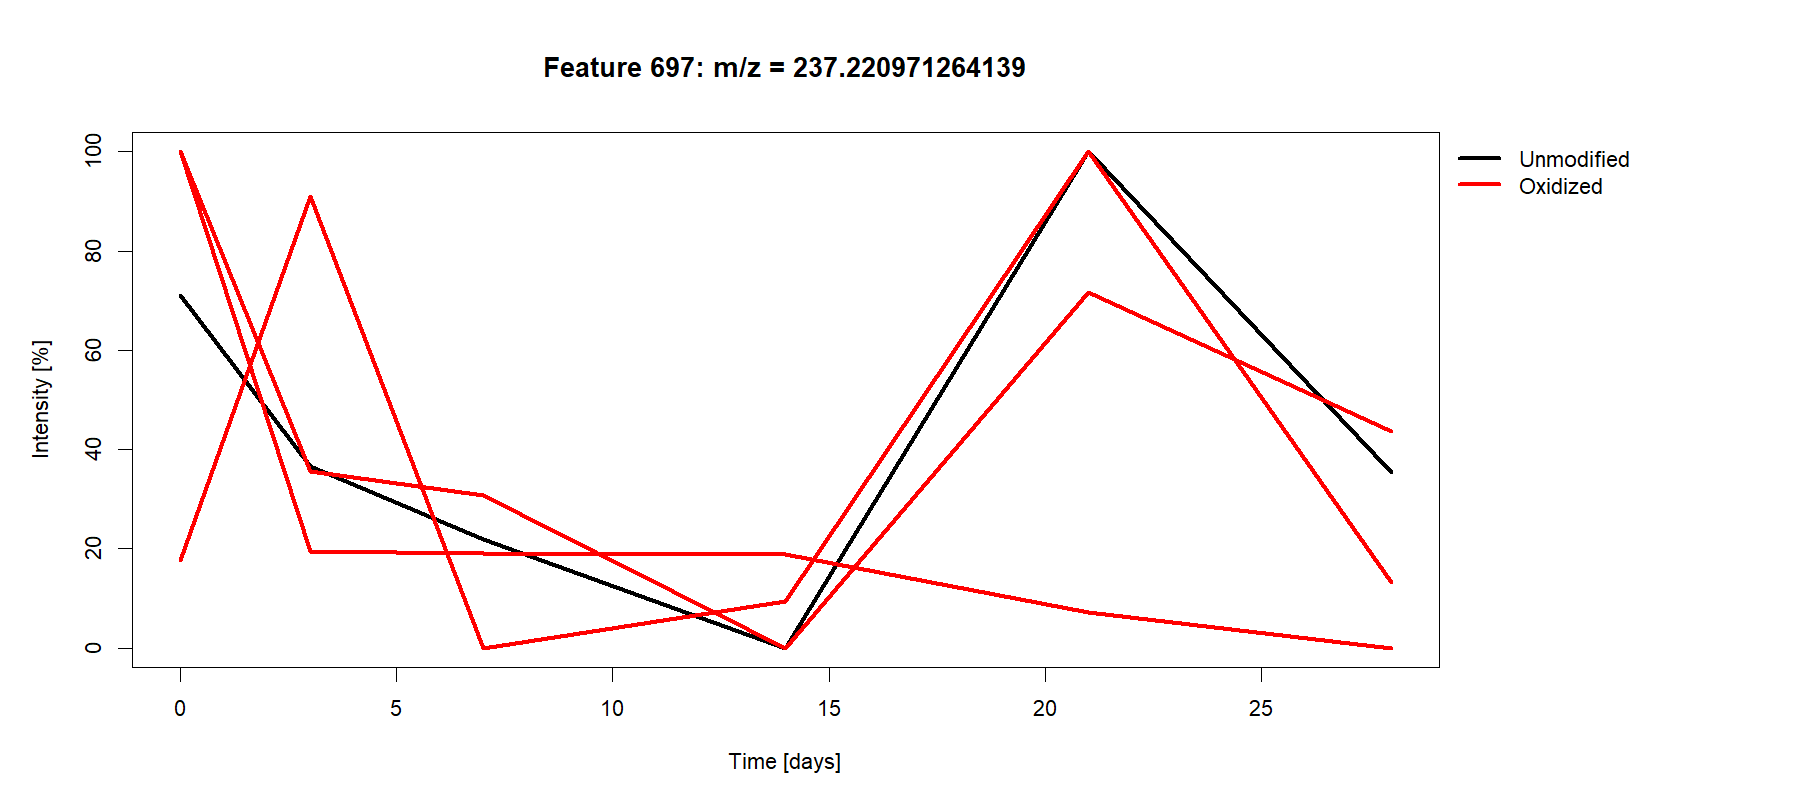 Feature 697: m/z = 237.220971264139
Unmodified
Oxidized
100
80
60
40
20
0
Intensity [%]
0 5 10 15 20 25
Time [days]